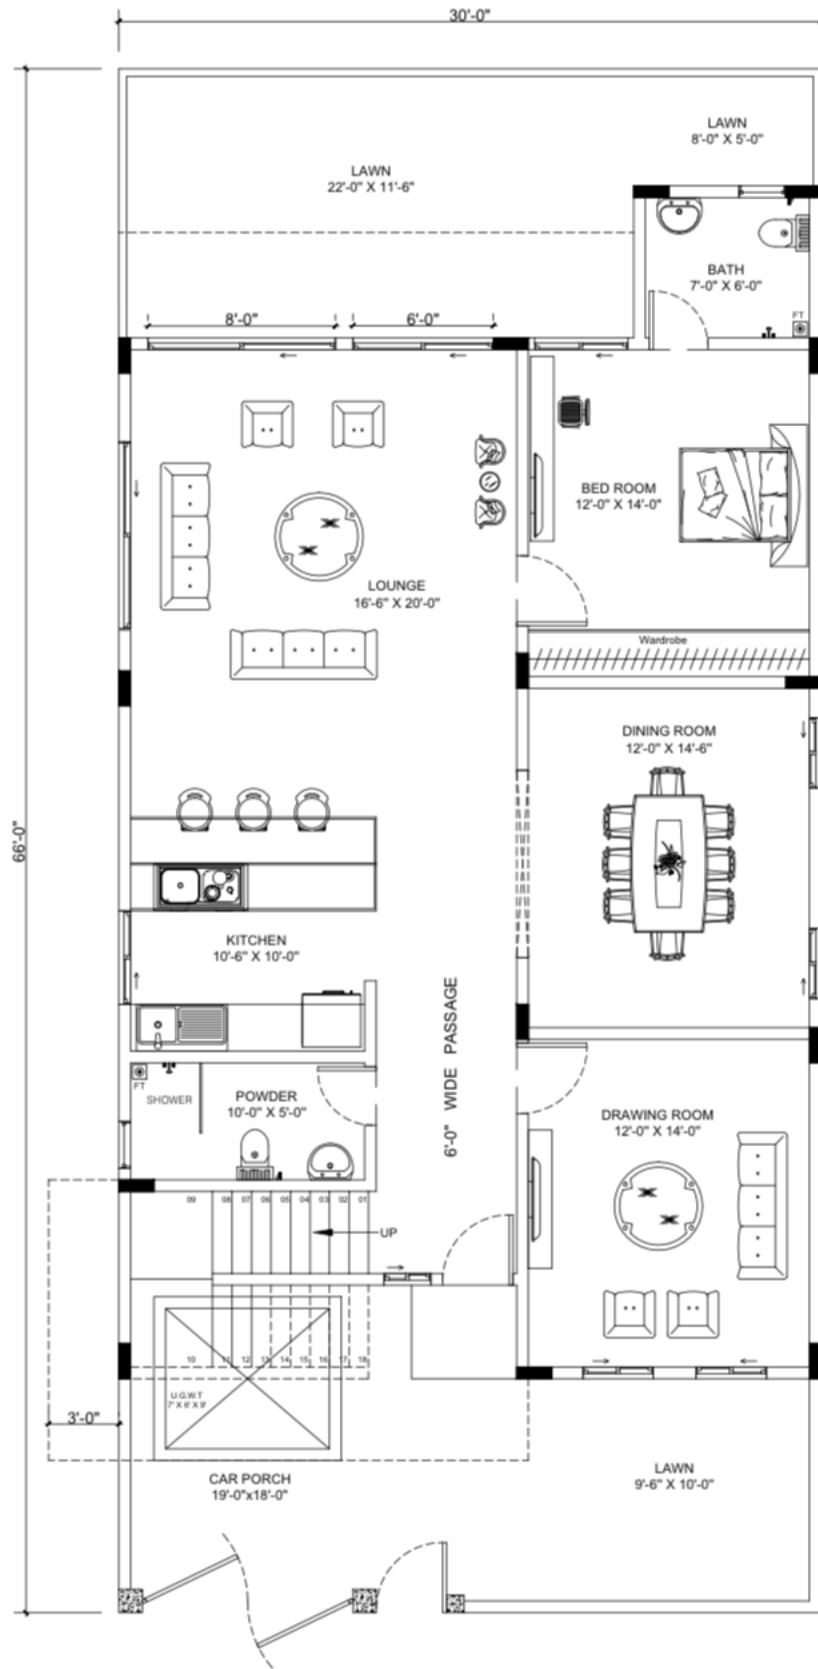 30'-0"
LAWN
8'-0" X 5'-0"
LAWN
22'-0" X 11'-6"
BATH
7'-0" X 6'-0"
FT
8'-0"
6'-0"
BED ROOM
12'-0" X 14'-0"
LOUNGE
16'-6" X 20'-0"
Wardrobe
DINING ROOM
12'-0" X 14'-6"
66'-0"
KITCHEN
10'-6" X 10'-0"
6'-0" WIDE PASSAGE
FT
SHOWER
POWDER
10'-0" X 5'-0"
DRAWING ROOM
12'-0" X 14'-0"
09 08 07 06 05 04 03 02 01
UP
10 11 12 13 14 15 16 17 18
U.G.W.T
7' X 6' X 9'
3'-0"
CAR PORCH
19'-0"x18'-0"
LAWN
9'-6" X 10'-0"